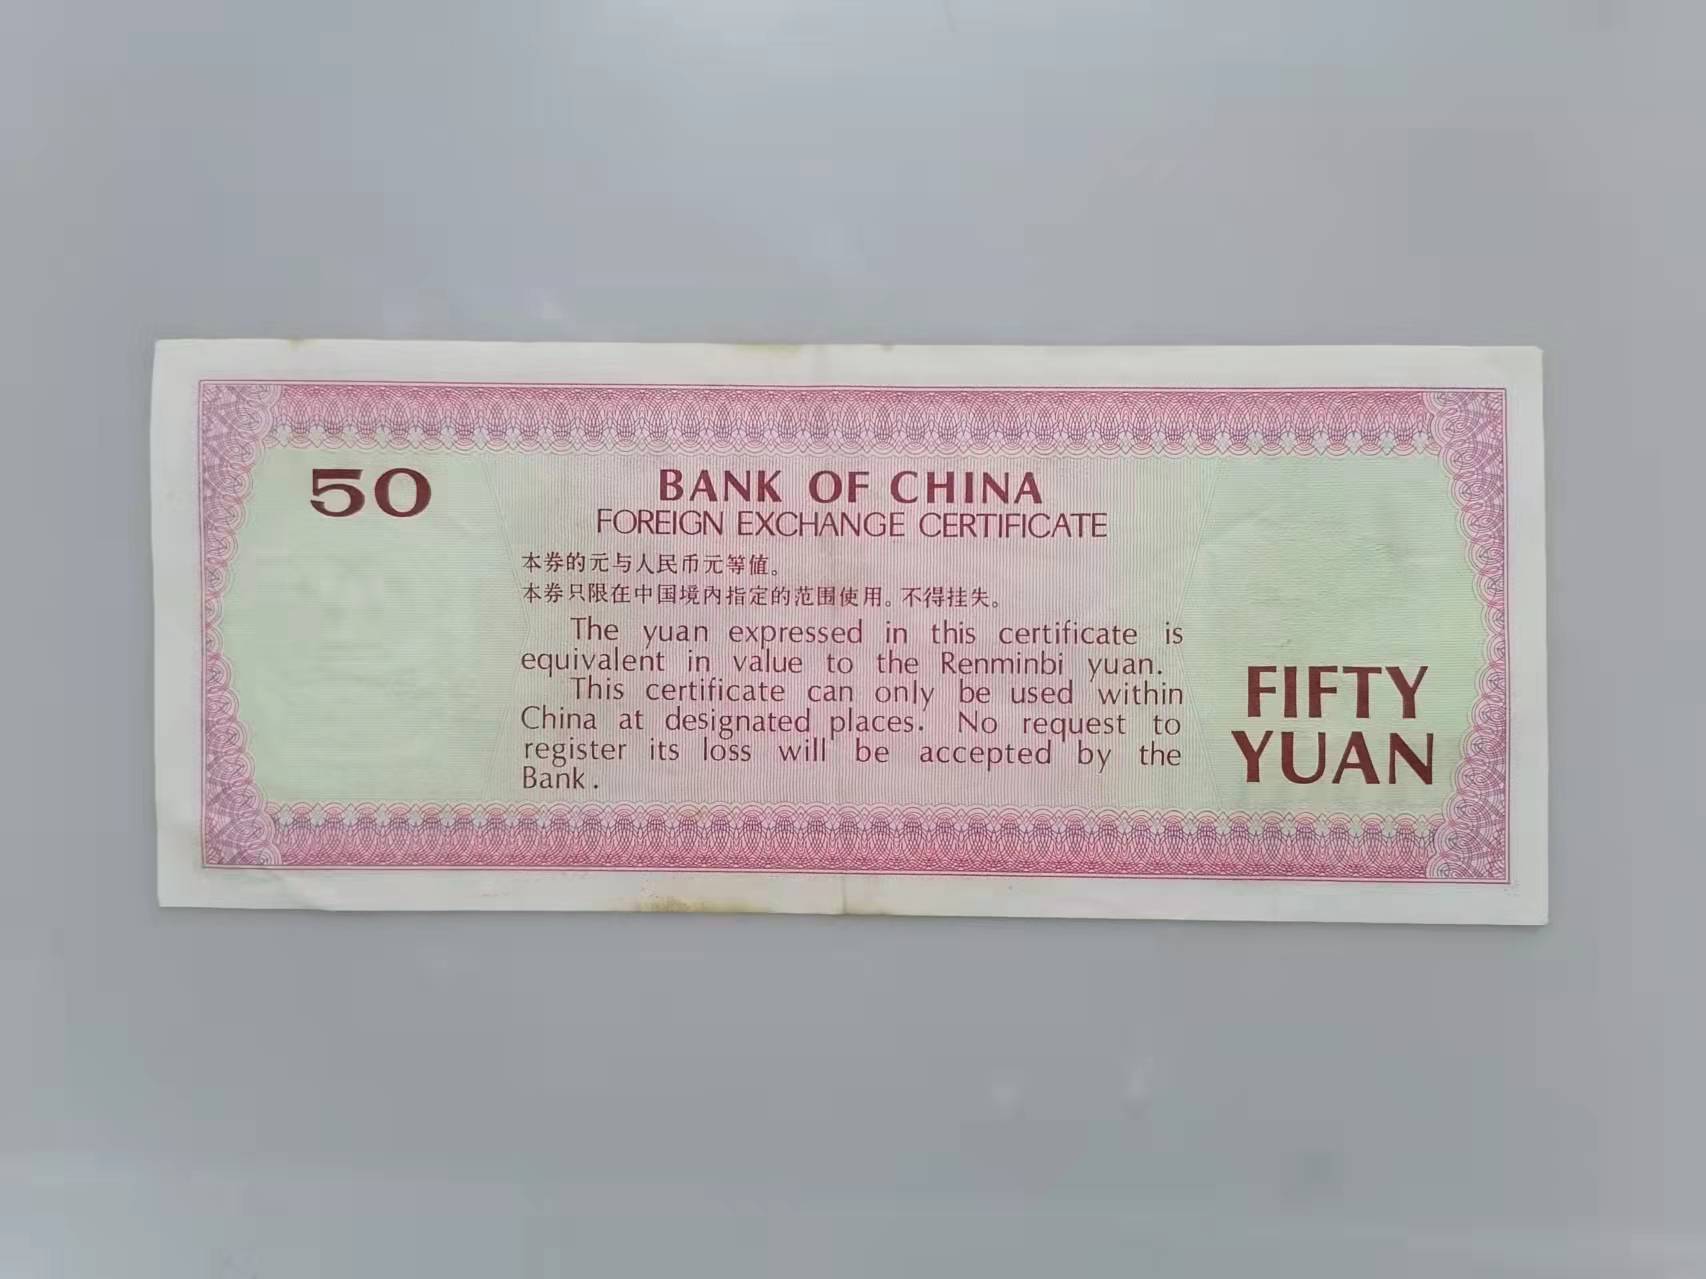 50
BANK OF CHINA
FOREIGN EXCHANGE CERTIFICATE
本券的元与人民币元等值。
本券只限在中国境内指定的范围使用。不得挂失。
The yuan expressed in this certificate is
equivalent in value to the Renminbi yuan.
This certificate can only be used within
China at designated places. No request to
register its loss will be accepted by the
Bank.
FIFTY
YUAN